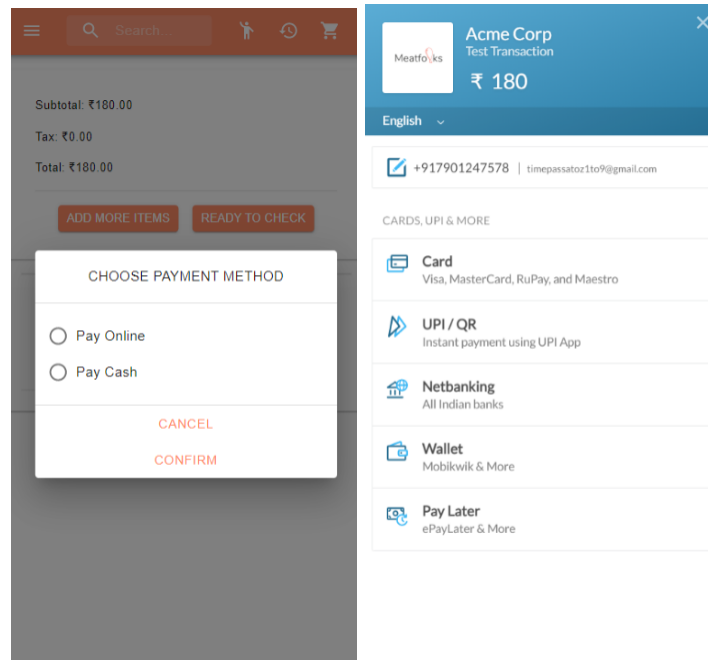 Search...
Subtotal: ₹180.00
Tax: ₹0.00
Total: ₹180.00
ADD MORE ITEMS
READY TO CHECK
CHOOSE PAYMENT METHOD
Pay Online
Pay Cash
CANCEL
CONFIRM
Meatforks
Acme Corp
Test Transaction
₹ 180
English
+917901247578 | timepassatoz1to9@gmail.com
CARDS, UPI & MORE
Card
Visa, MasterCard, RuPay, and Maestro
UPI / QR
Instant payment using UPI App
Netbanking
All Indian banks
Wallet
Mobikwik & More
Pay Later
ePayLater & More